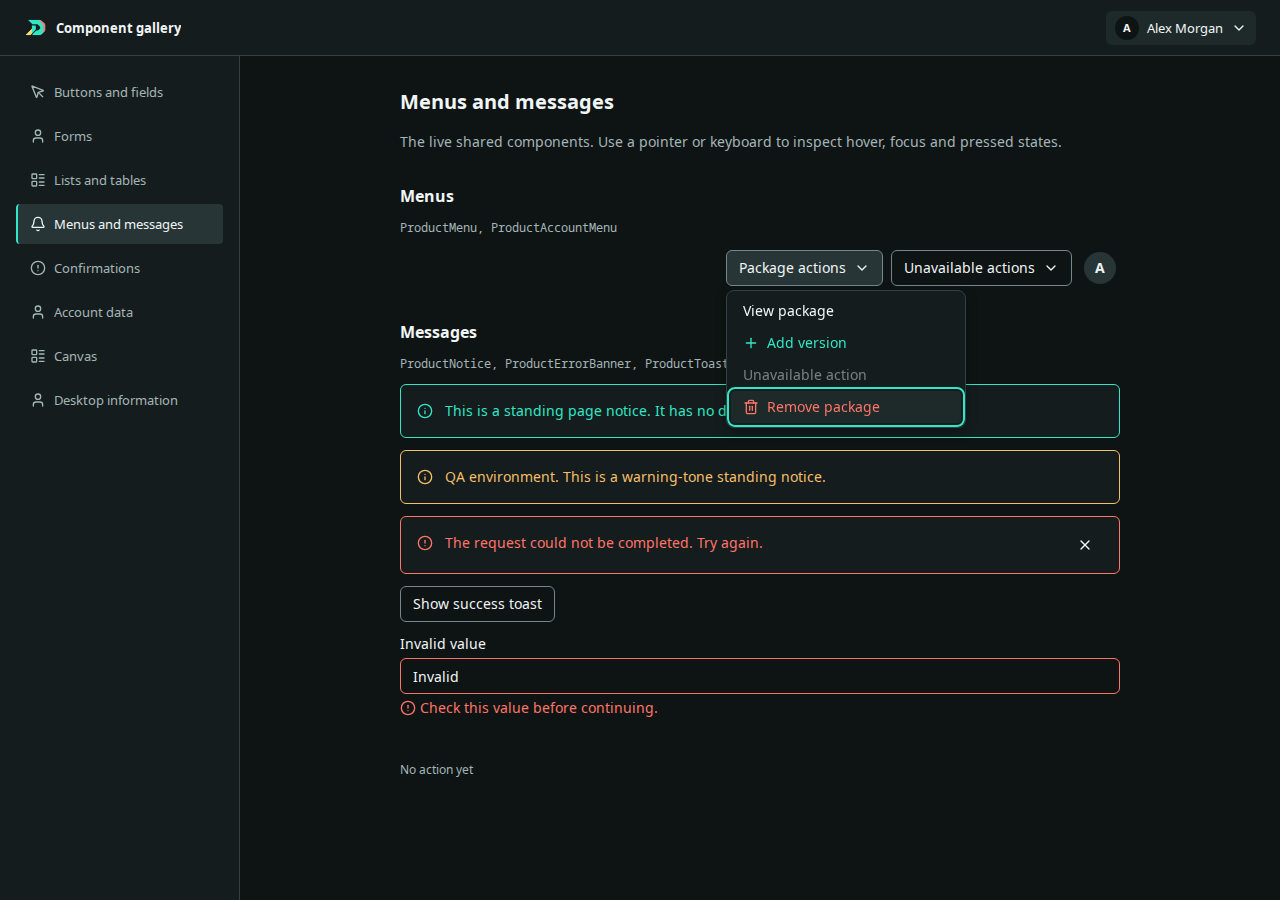 Component gallery
A
Alex Morgan
Buttons and fields
Forms
Lists and tables
Menus and messages
Confirmations
Account data
Canvas
Desktop information
Menus and messages
The live shared components. Use a pointer or keyboard to inspect hover, focus and pressed states.
Menus
ProductMenu, ProductAccountMenu
Package actions
Unavailable actions
A
View package
Add version
Unavailable action
Remove package
Messages
ProductNotice, ProductErrorBanner, ProductToast
This is a standing page notice. It has no d
QA environment. This is a warning-tone standing notice.
The request could not be completed. Try again.
Show success toast
Invalid value
Invalid
Check this value before continuing.
No action yet